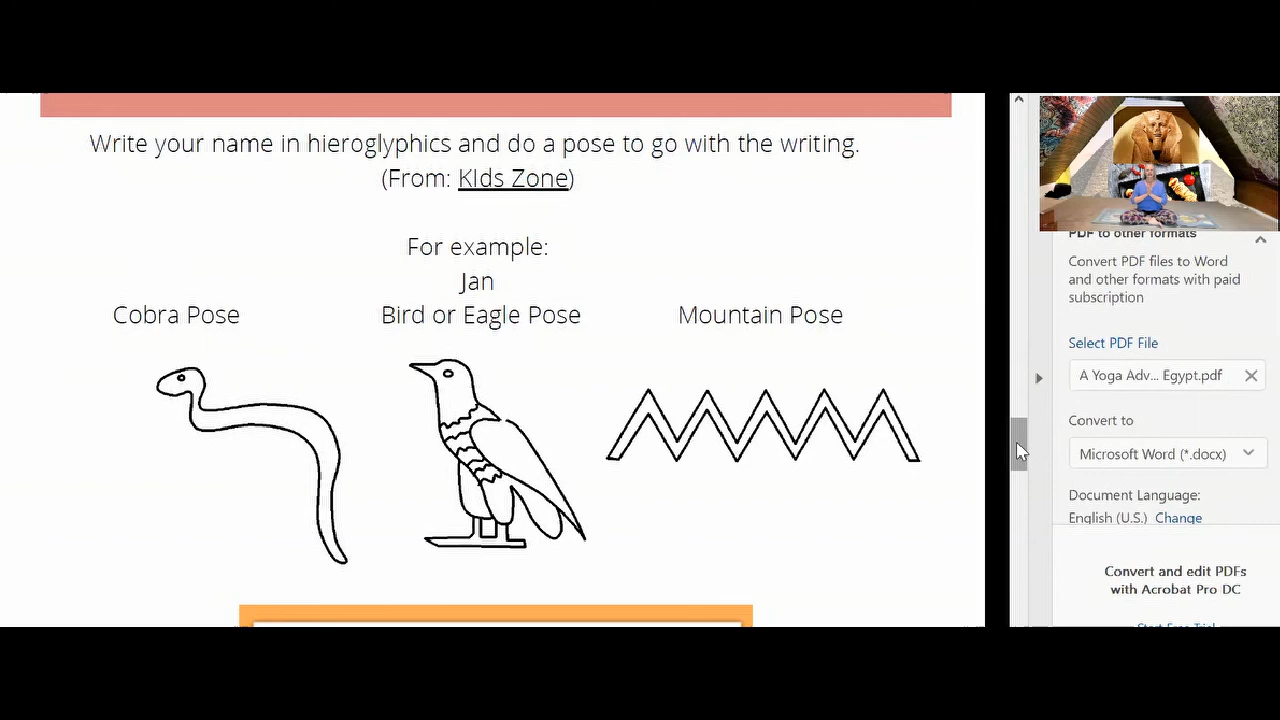 Write your name in hieroglyphics and do a pose to go with the writing.
(From: KIds Zone)
For example:
Jan
Cobra Pose
Bird or Eagle Pose
Mountain Pose
PDF to other formats
Convert PDF files to Word
and other formats with paid
subscription
Select PDF File
A Yoga Adv... Egypt.pdf
Convert to
Microsoft Word (*.docx)
Document Language:
English (U.S.) Change
Convert and edit PDFs
with Acrobat Pro DC
Start Free Trial